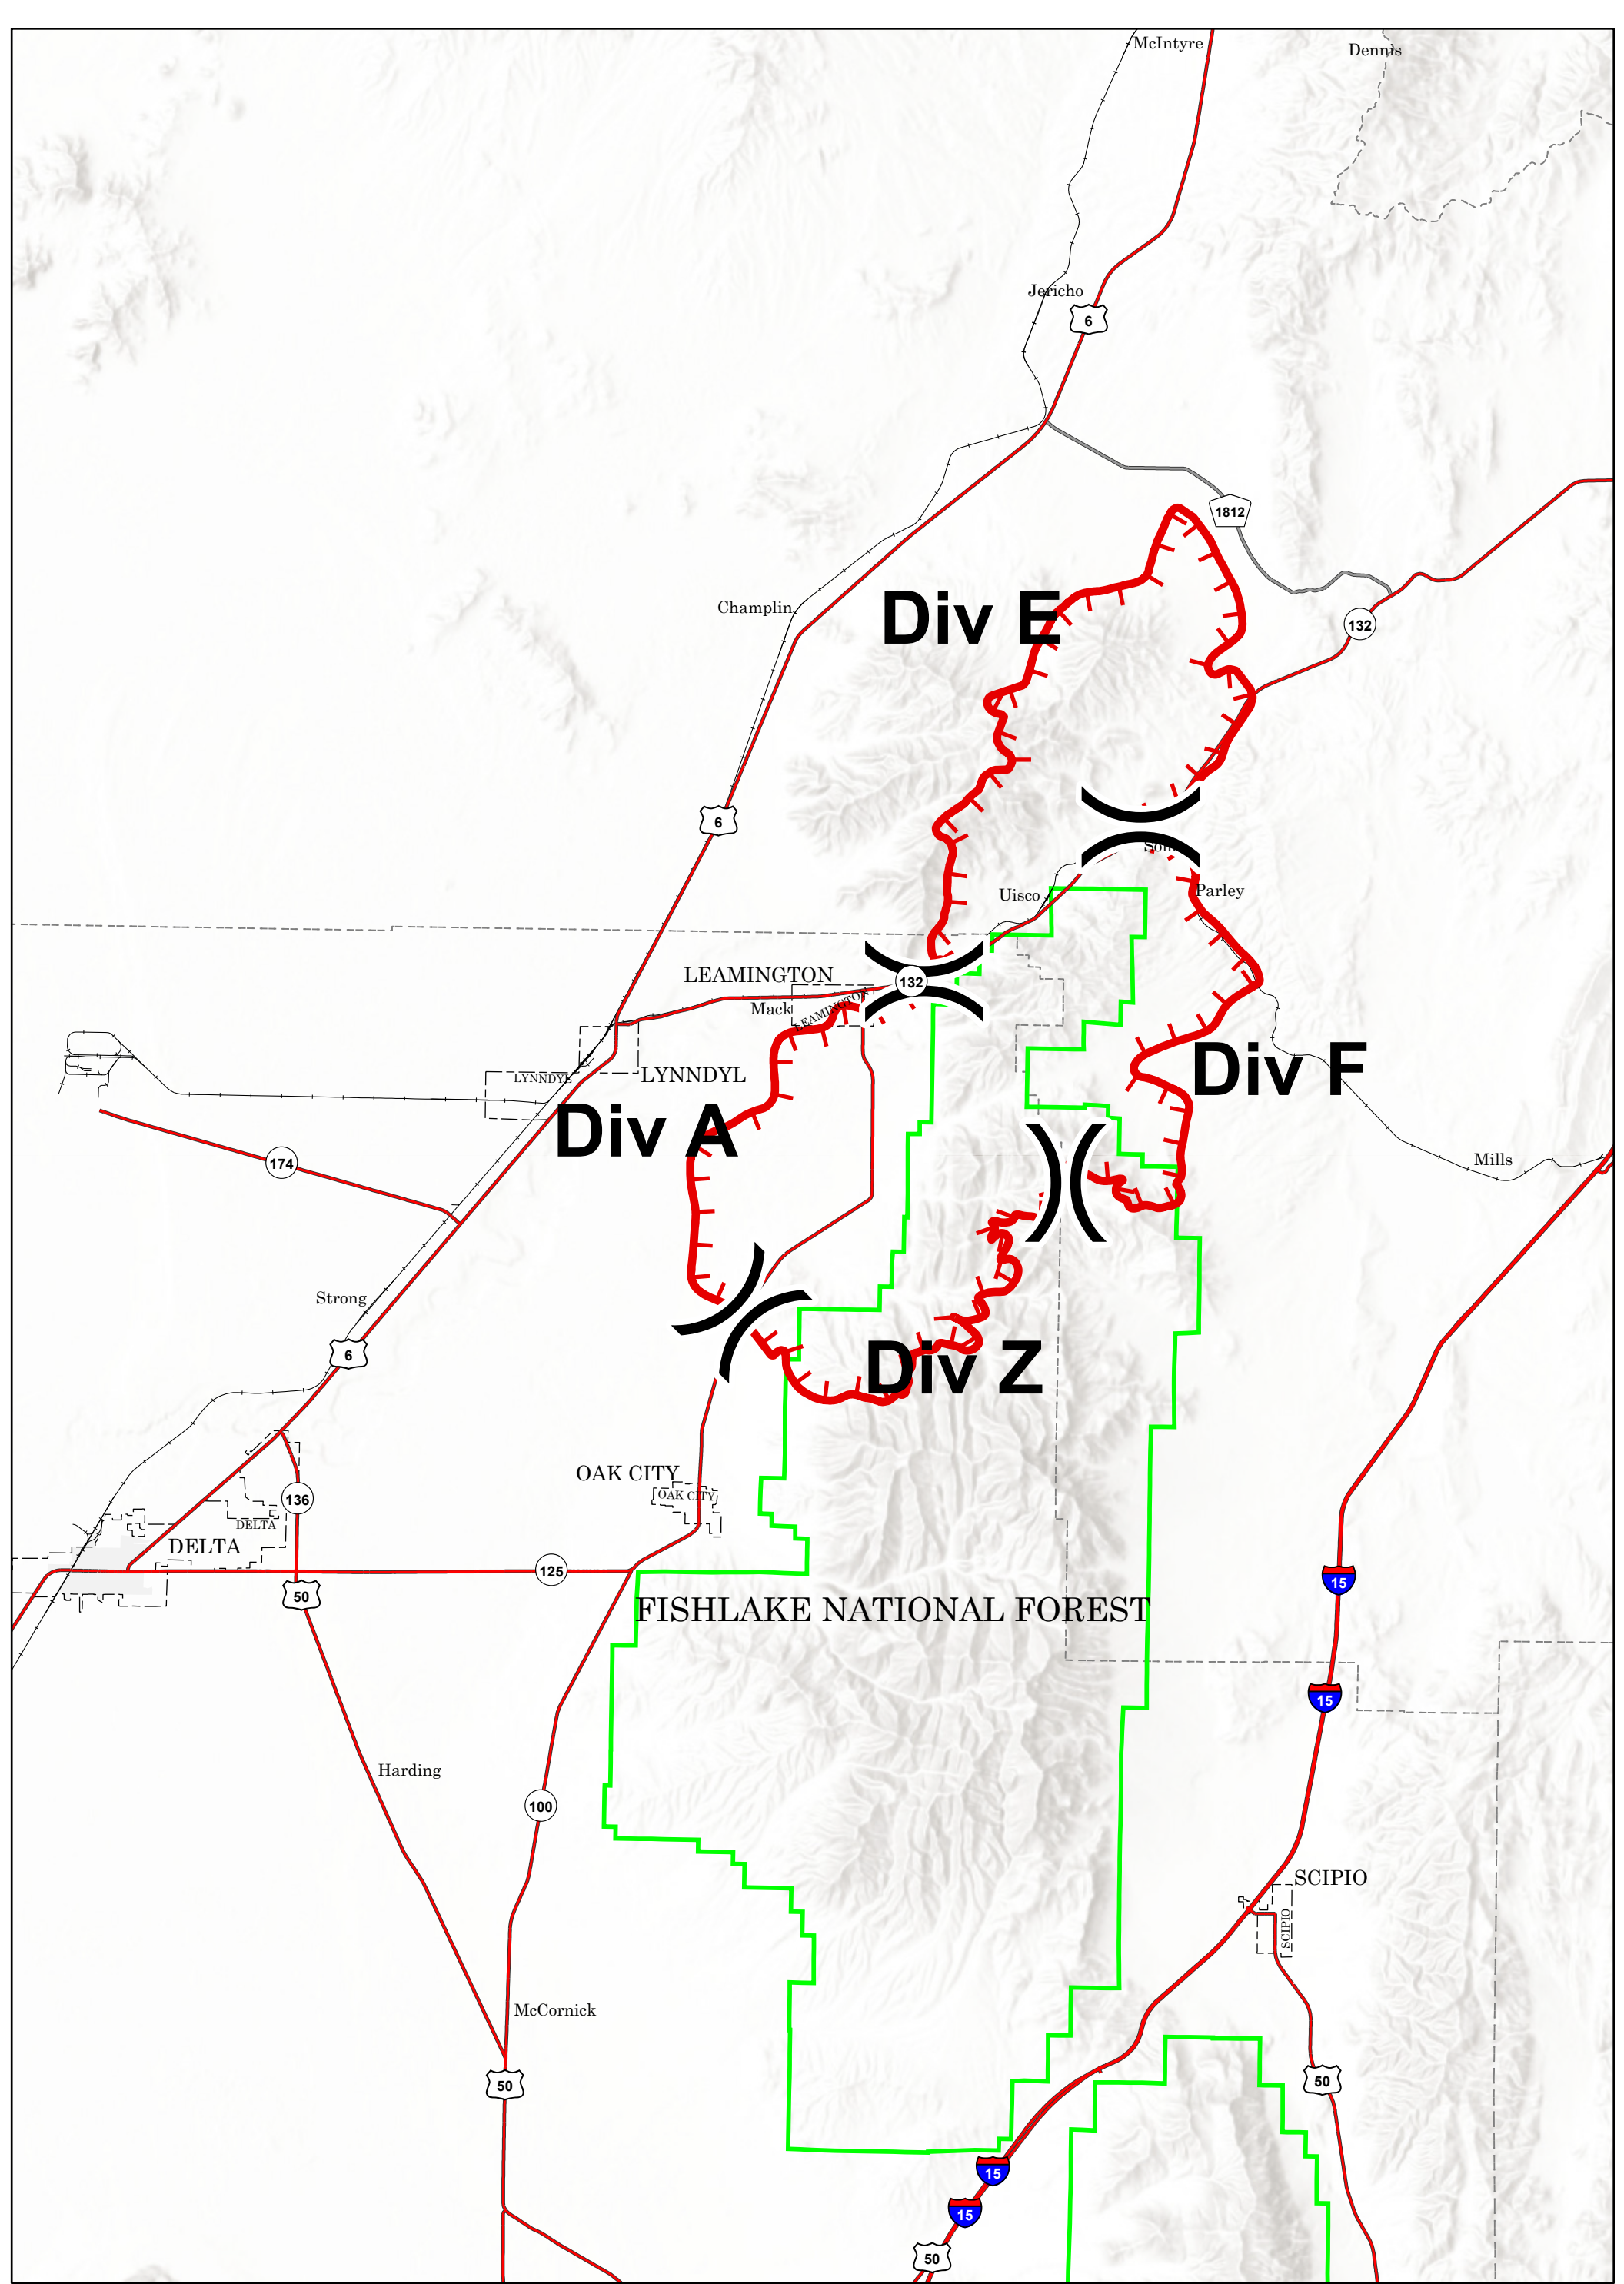 McIntyre
Dennis
Jericho
6
1812
Div E
Champlin
132
6
Uisco
Parley
LEAMINGTON
132
Mack
LEAMINGTON
LYNNDYL
LYNNDYL
Div F
Div A
174
Mills
Strong
6
Div Z
OAK CITY
OAK CITY
136
DELTA
DELTA
125
15
50
FISHLAKE NATIONAL FOREST
15
Harding
100
SCIPIO
SCIPIO
McCornick
50
50
15
15
50